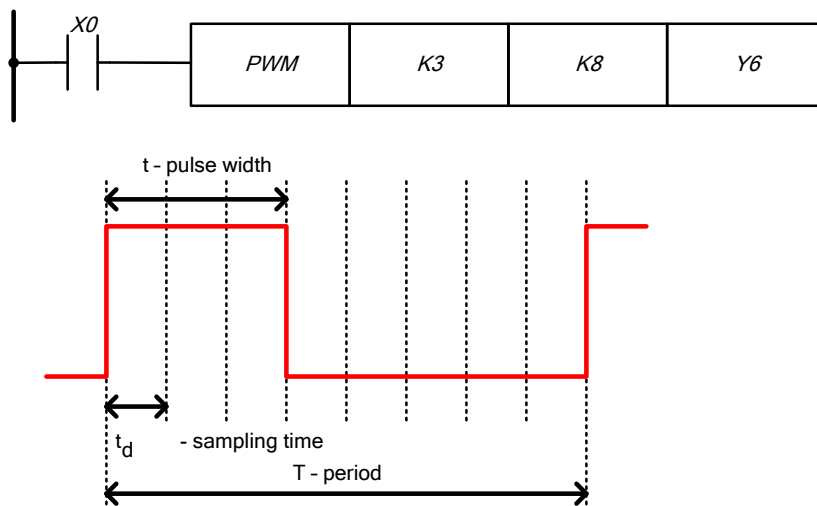 X0
PWM K3 K8 Y6
t - pulse width
td - sampling time
T - period